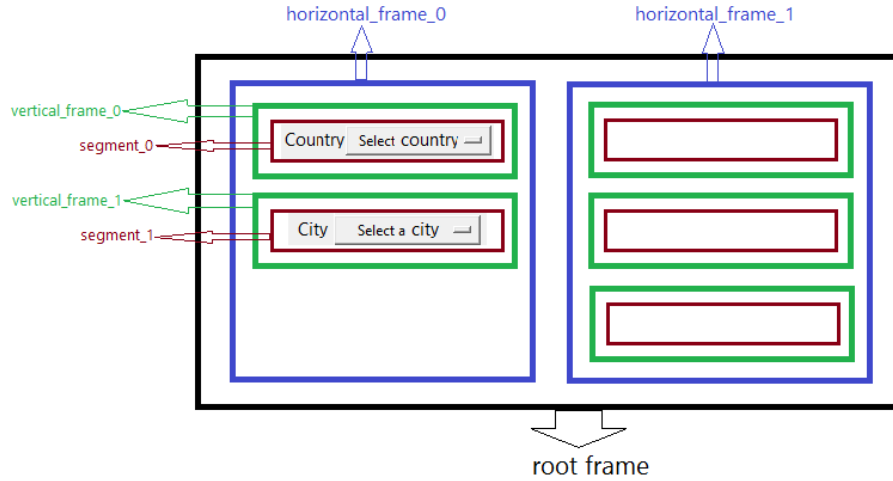 horizontal_frame_0
horizontal_frame_1
vertical_frame_0
segment_0
Country Select country
vertical_frame_1
segment_1
City Select a city
root frame